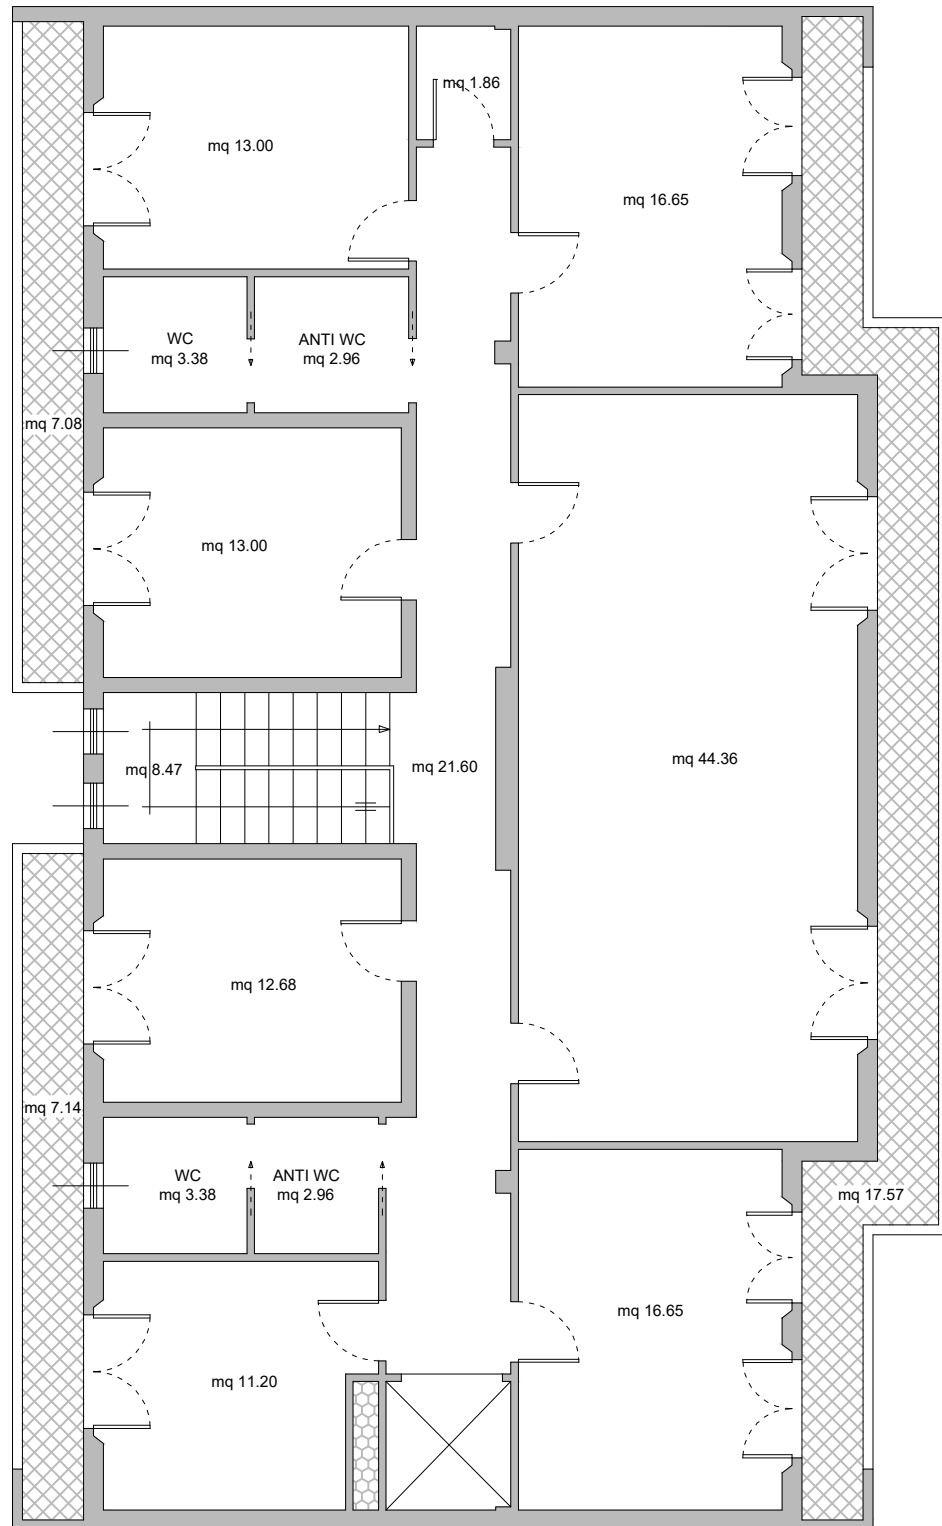 mq 1.86
mq 13.00
mq 16.65
WC
mq 3.38
ANTI WC
mq 2.96
mq 7.08
mq 13.00
mq 8.47
mq 21.60
mq 44.36
mq 12.68
mq 7.14
WC
mq 3.38
ANTI WC
mq 2.96
mq 17.57
mq 16.65
mq 11.20